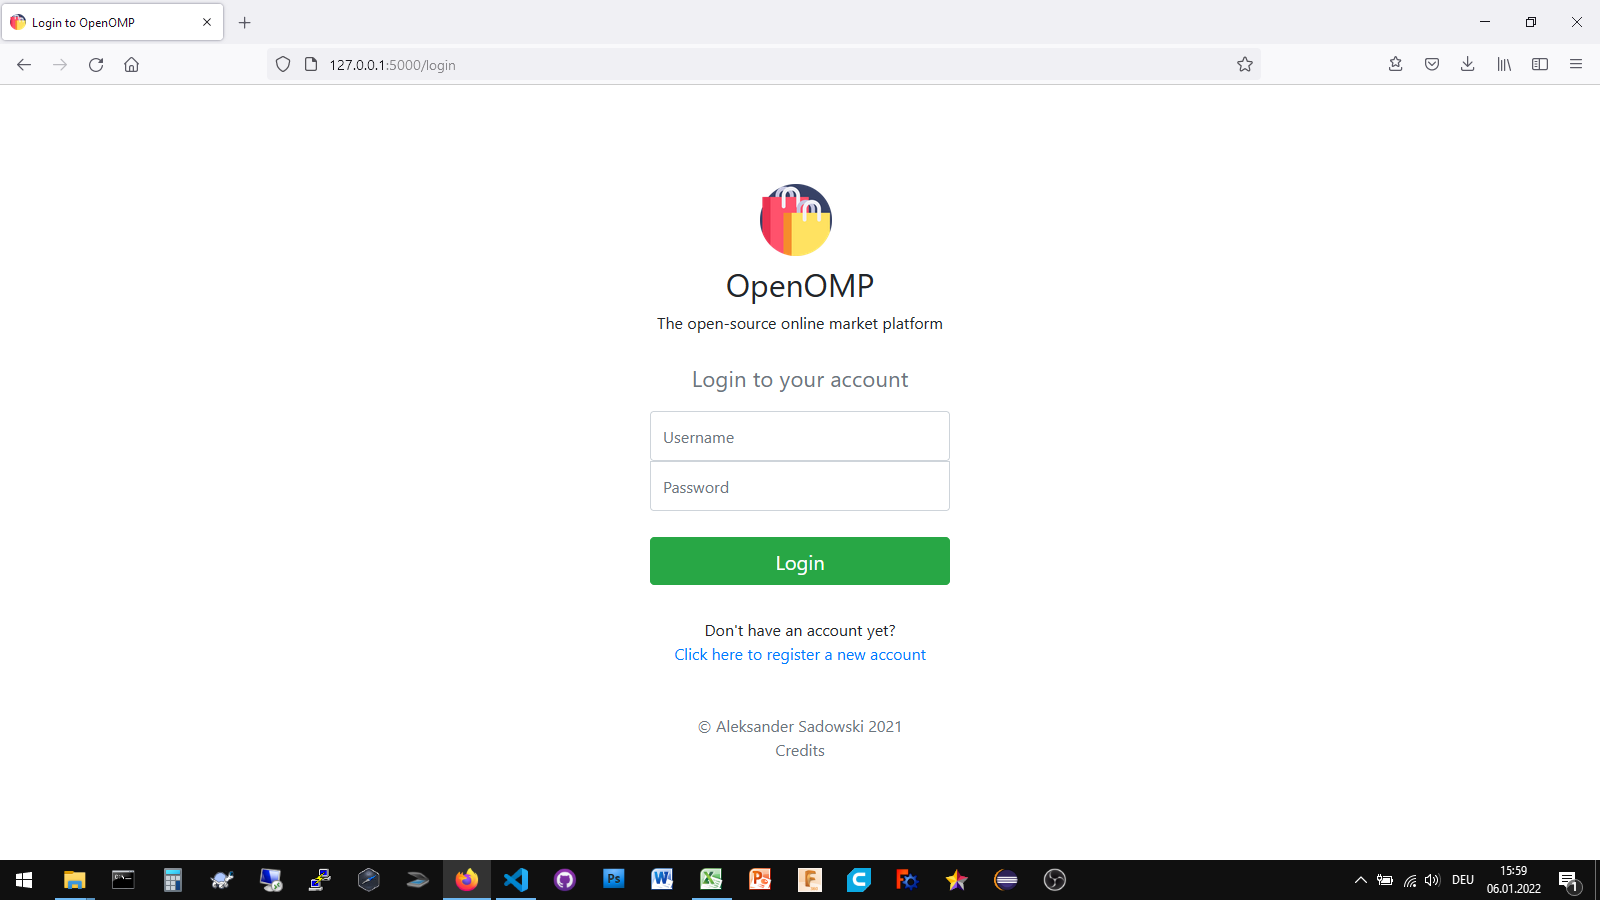 Login to OpenOMP
127.0.0.1:5000/login
OpenOMP
The open-source online market platform
Login to your account
Username
Password
Login
Don't have an account yet?
Click here to register a new account
© Aleksander Sadowski 2021
Credits
Ps
DEU
15:59
06.01.2022
1